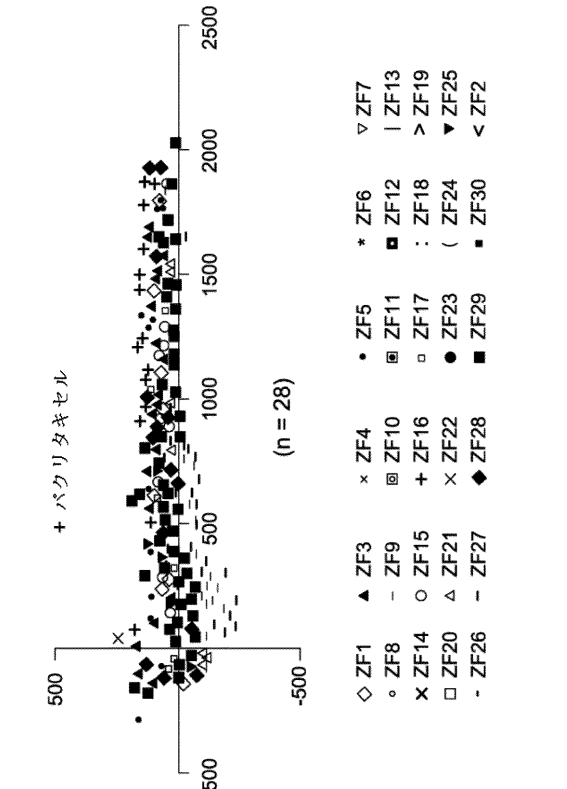 + パクリタキセル
500
-500
500
500
1000
1500
2000
2500
(n = 28)
◇ ZF1 ▲ ZF3 × ZF4 • ZF5 * ZF6 ▽ ZF7
∘ ZF8 – ZF9 ZF10 ZF11 ZF12 | ZF13
× ZF14 ○ ZF15 + ZF16 □ ZF17 : ZF18 > ZF19
□ ZF20 △ ZF21 × ZF22 ● ZF23 ( ZF24 ▼ ZF25
- ZF26 – ZF27 ◆ ZF28 ■ ZF29 ▪ ZF30 < ZF2